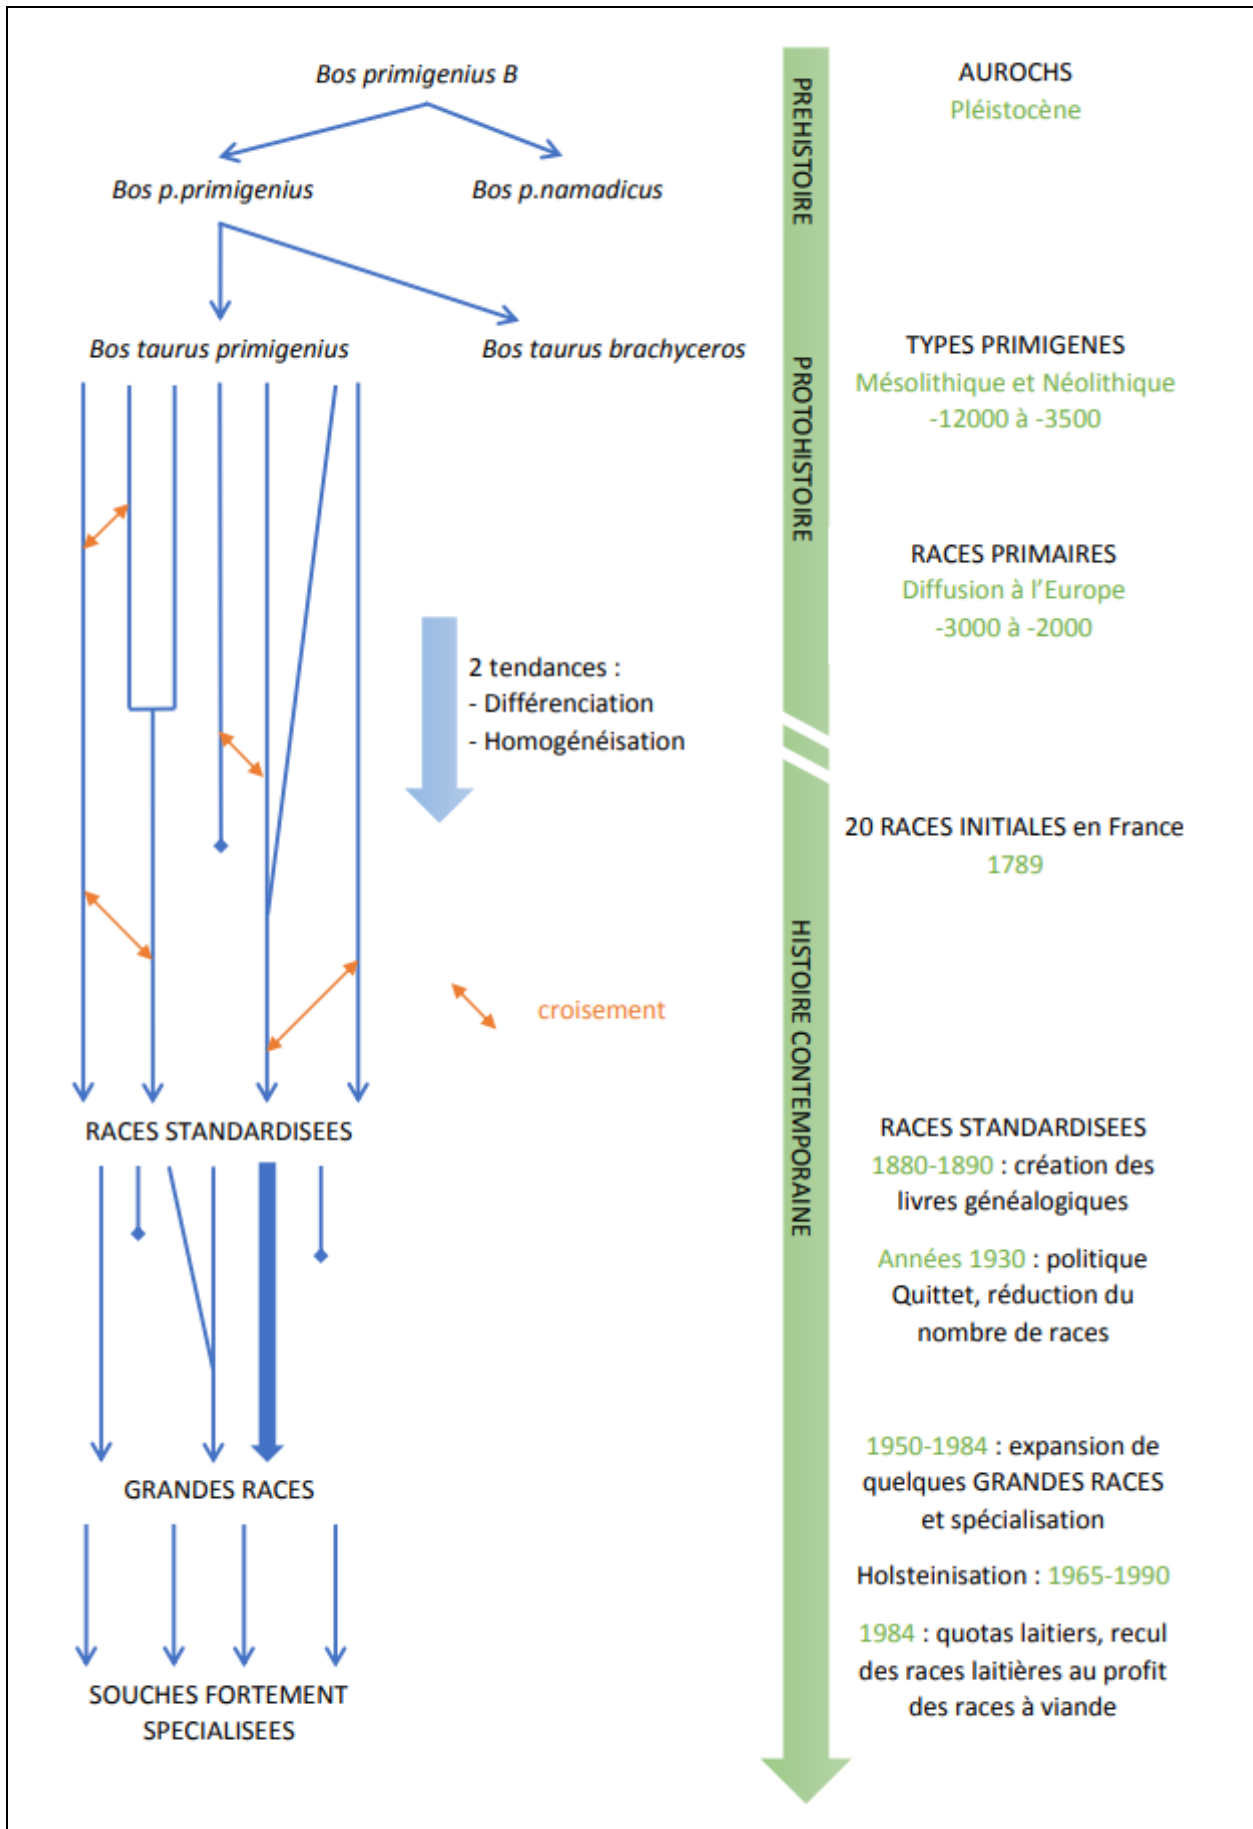 Bos primigenius B
Bos p.primigenius
Bos p.namadicus
Bos taurus primigenius
Bos taurus brachyceros
2 tendances :
- Différenciation
- Homogénéisation
croisement
RACES STANDARDISEES
GRANDES RACES
SOUCHES FORTEMENT
SPECIALISEES
PREHISTOIRE
PROTOHISTOIRE
HISTOIRE CONTEMPORAINE
AUROCHS
Pléistocène
TYPES PRIMIGENES
Mésolithique et Néolithique
-12000 à -3500
RACES PRIMAIRES
Diffusion à l'Europe
-3000 à -2000
20 RACES INITIALES en France
1789
RACES STANDARDISEES
1880-1890 : création des
livres généalogiques
Années 1930 : politique
Quittet, réduction du
nombre de races
1950-1984 : expansion de
quelques GRANDES RACES
et spécialisation
Holsteinisation : 1965-1990
1984 : quotas laitiers, recul
des races laitières au profit
des races à viande